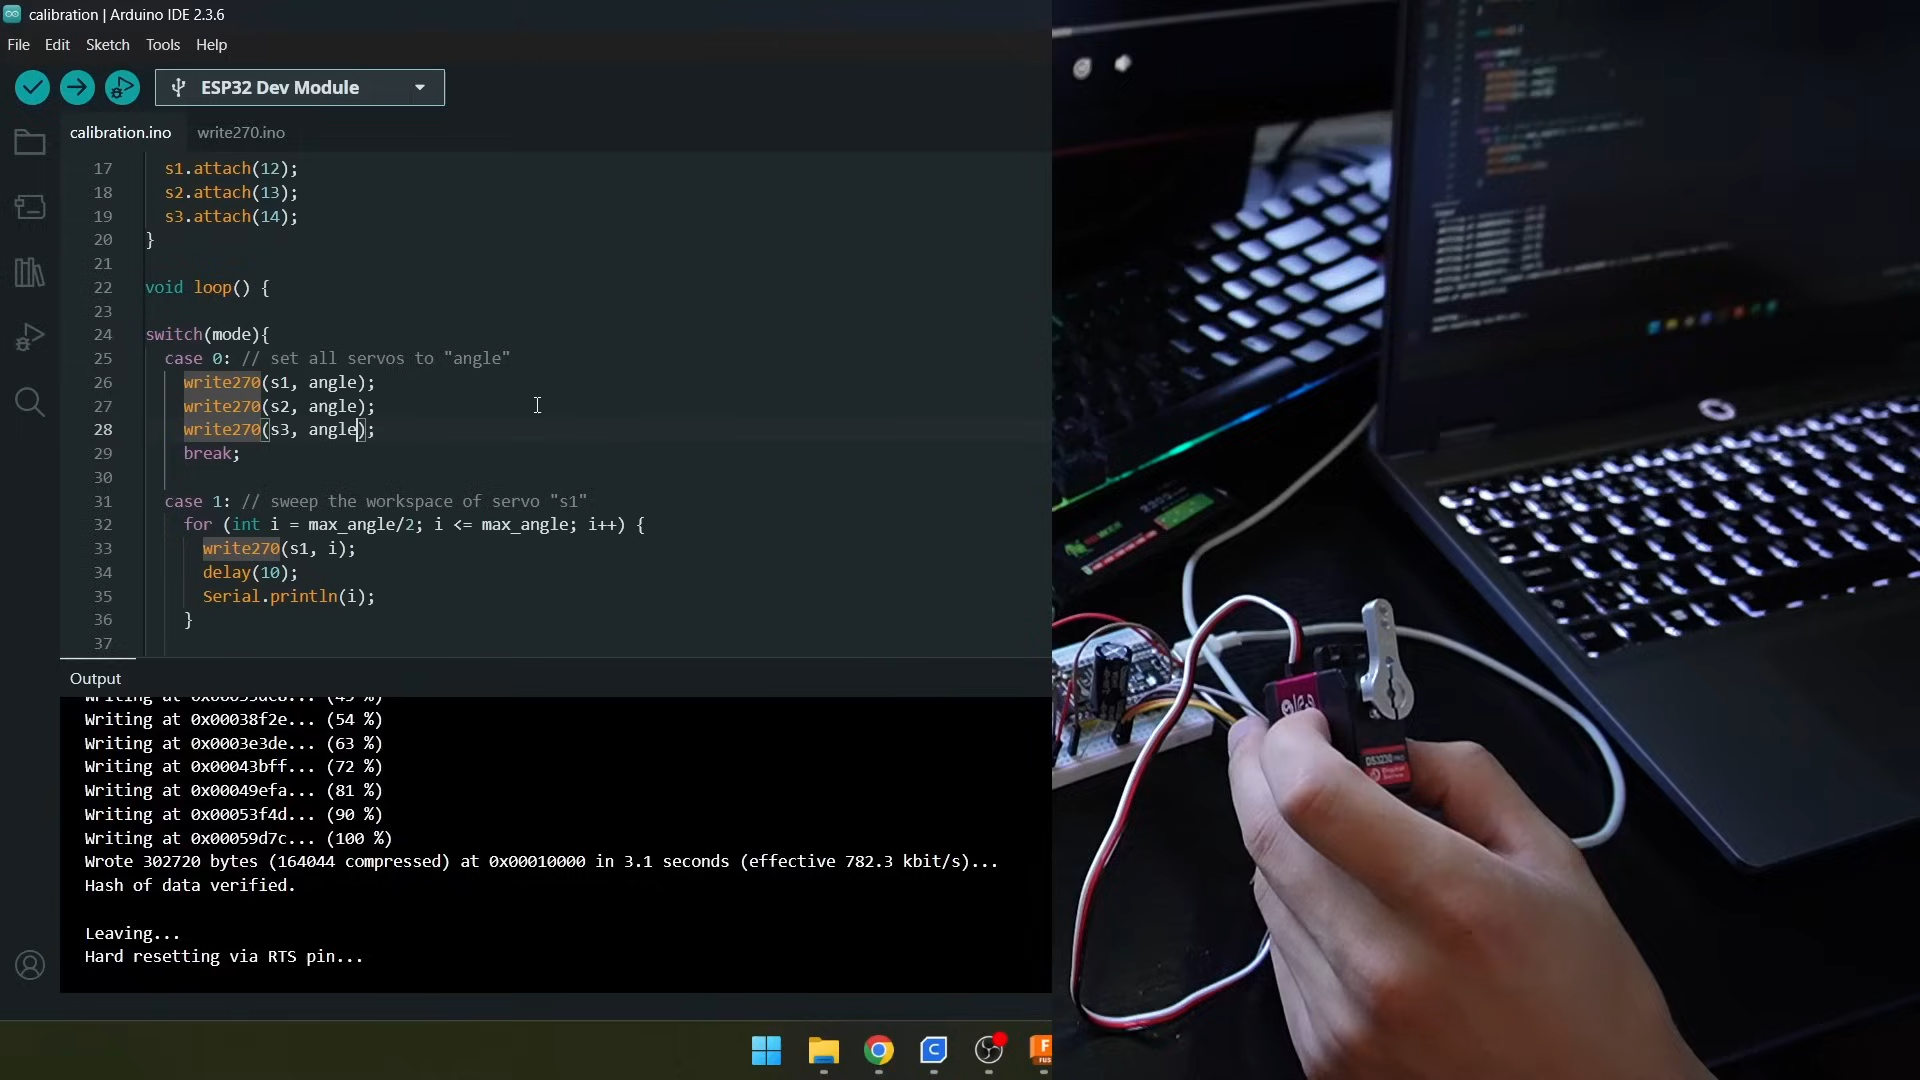 calibration | Arduino IDE 2.3.6
File Edit Sketch Tools Help
ESP32 Dev Module
calibration.ino write270.ino
17 s1.attach(12);
18 s2.attach(13);
19 s3.attach(14);
20 }
21
22 void loop() {
23
24 switch(mode){
25 case 0: // set all servos to "angle"
26 write270(s1, angle);
27 write270(s2, angle);
28 write270(s3, angle);
29 break;
30
31 case 1: // sweep the workspace of servo "s1"
32 for (int i = max_angle/2; i <= max_angle; i++) {
33 write270(s1, i);
34 delay(10);
35 Serial.println(i);
36 }
37
Output
Writing at
Writing at 0x00038f2e... (54 %)
Writing at 0x0003e3de... (63 %)
Writing at 0x00043bff... (72 %)
Writing at 0x00049efa... (81 %)
Writing at 0x00053f4d... (90 %)
Writing at 0x00059d7c... (100 %)
Wrote 302720 bytes (164044 compressed) at 0x00010000 in 3.1 seconds (effective 782.3 kbit/s)...
Hash of data verified.
Leaving...
Hard resetting via RTS pin...